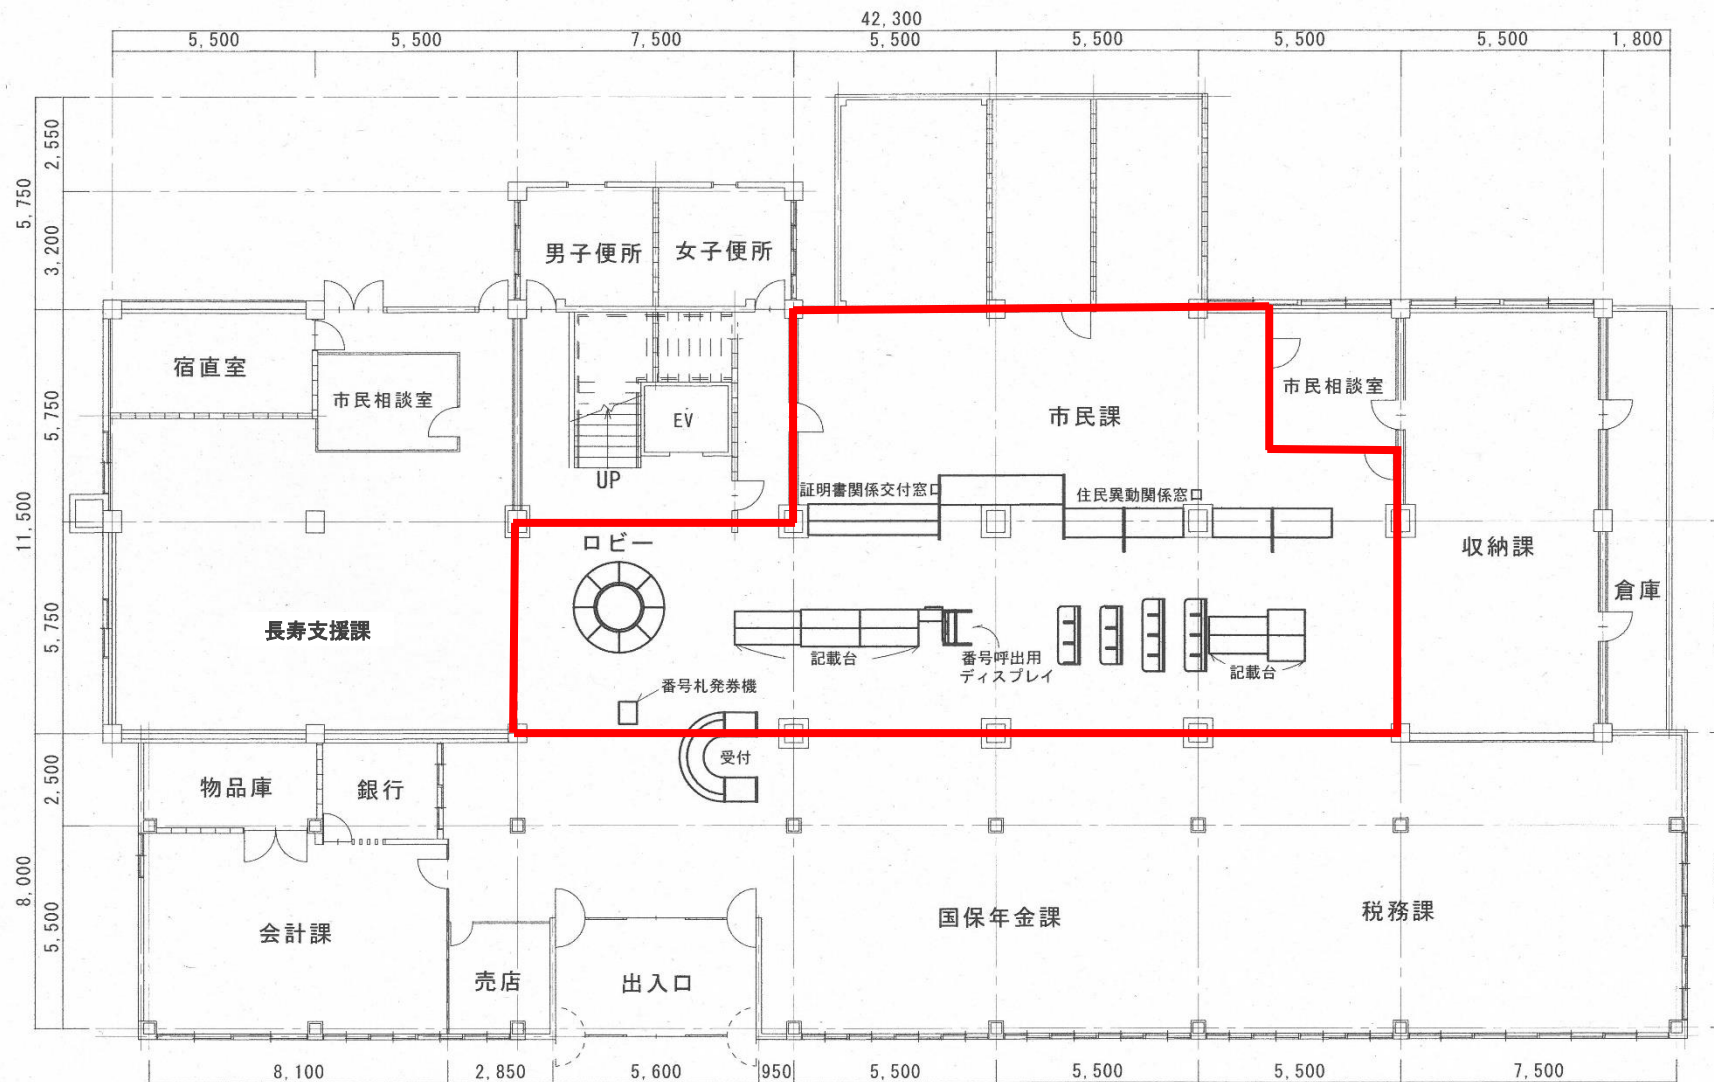 42,300
5,500
5,500
7,500
5,500
5,500
5,500
5,500
1,800
2,550
5,750
3,200
男子便所
女子便所
宿直室
市民相談室
市民相談室
5,750
EV
市民課
UP
証明書関係交付窓口
住民異動関係窓口
11,500
ロビー
収納課
倉庫
5,750
長寿支援課
記載台
番号呼出用
ディスプレイ
記載台
番号札発券機
受付
2,500
物品庫
銀行
8,000
5,500
会計課
国保年金課
税務課
売店
出入口
8,100
2,850
5,600
950
5,500
5,500
5,500
7,500